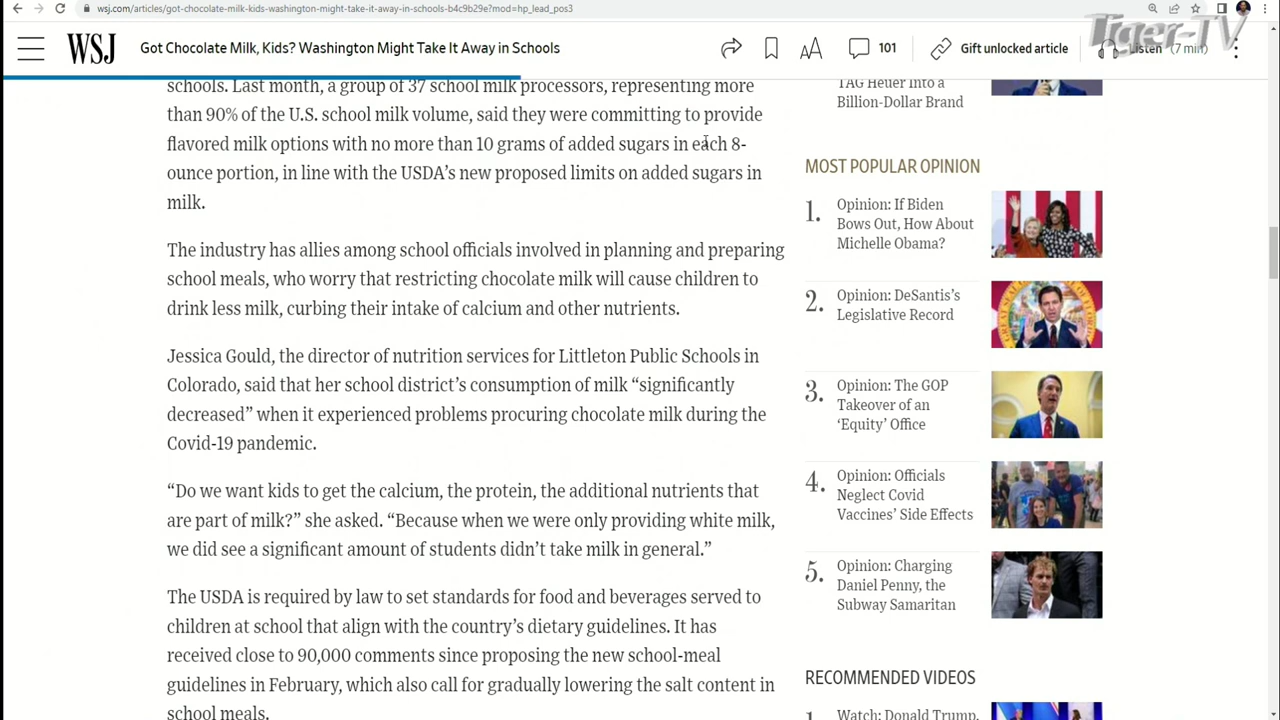 wsj.com/articles/got-chocolate-milk-kids-washington-might-take-it-away-in-schools-b4c9b29e?mod=hp_lead_pos3
Tiger-TV
WSJ
Got Chocolate Milk, Kids? Washington Might Take It Away in Schools
AA
101
Gift unlocked article
Listen (7 min)
schools. Last month, a group of 37 school milk processors, representing more
than 90% of the U.S. school milk volume, said they were committing to provide
flavored milk options with no more than 10 grams of added sugars in each 8-
ounce portion, in line with the USDA’s new proposed limits on added sugars in
milk.
The industry has allies among school officials involved in planning and preparing
school meals, who worry that restricting chocolate milk will cause children to
drink less milk, curbing their intake of calcium and other nutrients.
Jessica Gould, the director of nutrition services for Littleton Public Schools in
Colorado, said that her school district’s consumption of milk “significantly
decreased” when it experienced problems procuring chocolate milk during the
Covid-19 pandemic.
“Do we want kids to get the calcium, the protein, the additional nutrients that
are part of milk?” she asked. “Because when we were only providing white milk,
we did see a significant amount of students didn’t take milk in general.”
The USDA is required by law to set standards for food and beverages served to
children at school that align with the country’s dietary guidelines. It has
received close to 90,000 comments since proposing the new school-meal
guidelines in February, which also call for gradually lowering the salt content in
school meals.
TAG Heuer Into a
Billion-Dollar Brand
MOST POPULAR OPINION
1.
Opinion: If Biden
Bows Out, How About
Michelle Obama?
2.
Opinion: DeSantis’s
Legislative Record
3.
Opinion: The GOP
Takeover of an
‘Equity’ Office
4.
Opinion: Officials
Neglect Covid
Vaccines’ Side Effects
5.
Opinion: Charging
Daniel Penny, the
Subway Samaritan
RECOMMENDED VIDEOS
1.
Watch: Donald Trump,